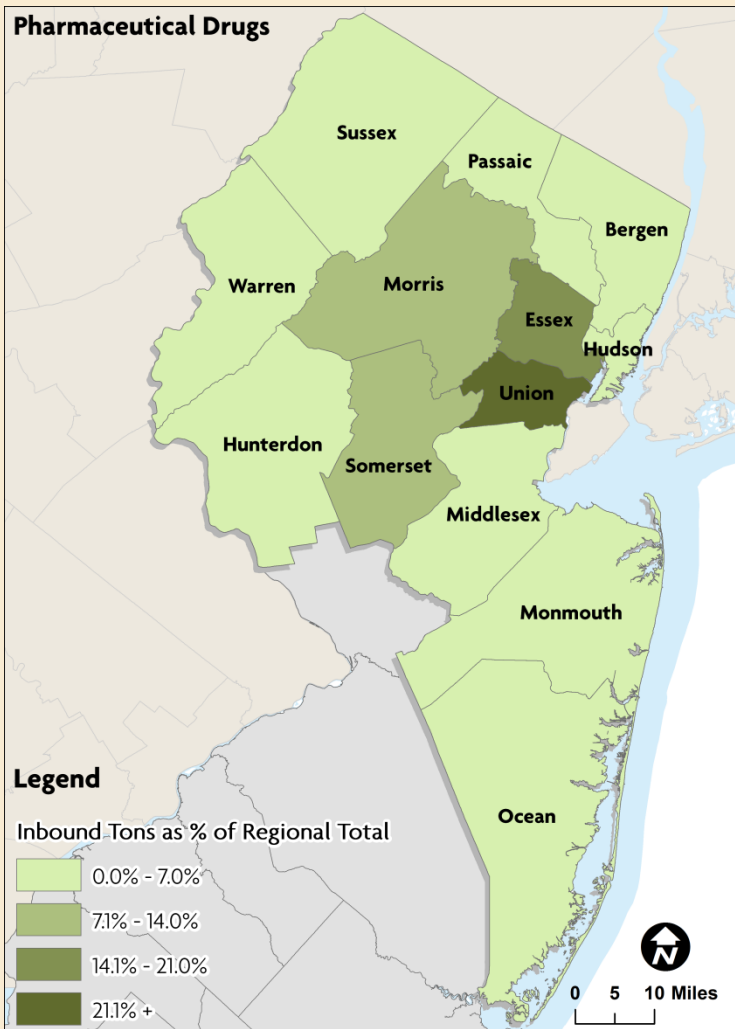 Pharmaceutical Drugs
Sussex
Passaic
Bergen
Warren
Morris
Essex
Hudson
Union
Hunterdon
Somerset
Middlesex
Monmouth
Ocean
Legend
Inbound Tons as % of Regional Total
0.0% - 7.0%
7.1% - 14.0%
14.1% - 21.0%
21.1% +
N
0 5 10 Miles